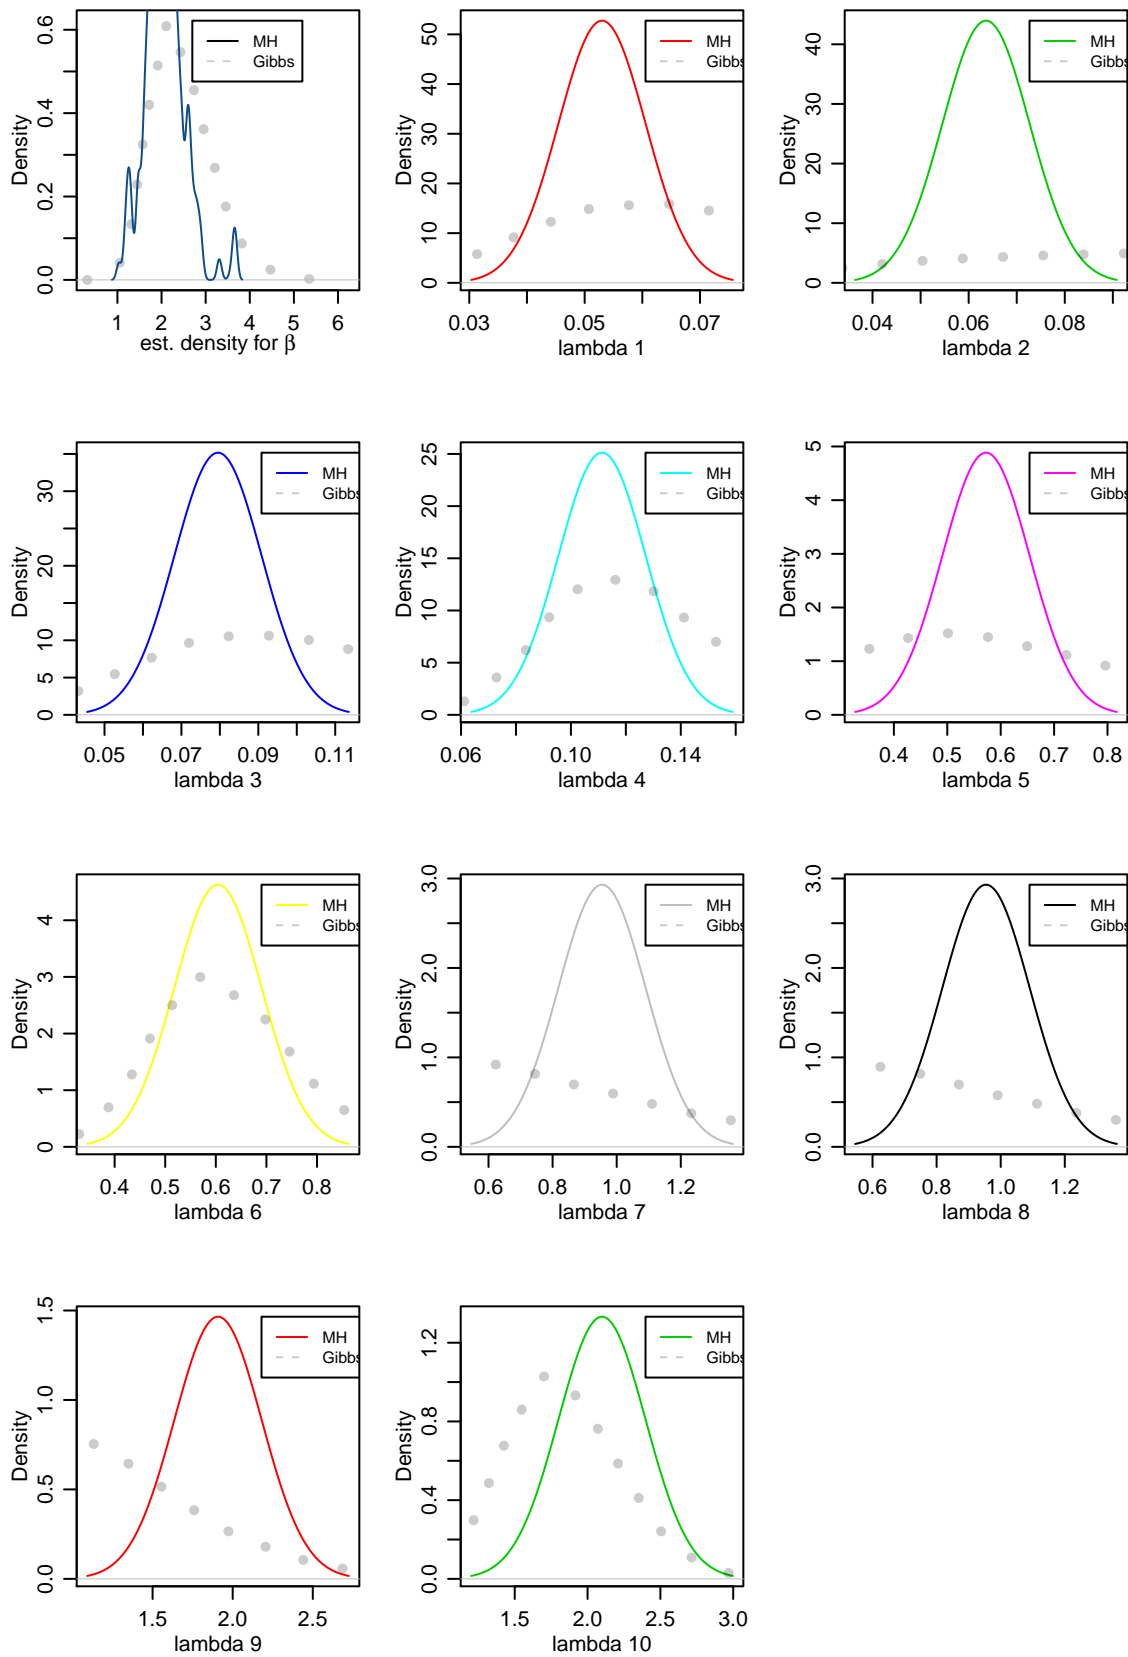 MH
Gibbs
Density
0.0
0.2
0.4
0.6
1 2 3 4 5 6
est. density for β
MH
Gibbs
Density
0 10 20 30 40 50
0.03 0.05 0.07
lambda 1
MH
Gibbs
Density
0 10 20 30 40
0.04 0.06 0.08
lambda 2
MH
Gibbs
Density
0 5 10 20 30
0.05 0.07 0.09 0.11
lambda 3
MH
Gibbs
Density
0 5 10 15 20 25
0.06 0.10 0.14
lambda 4
MH
Gibbs
Density
0 1 2 3 4 5
0.4 0.5 0.6 0.7 0.8
lambda 5
MH
Gibbs
Density
0 1 2 3 4
0.4 0.5 0.6 0.7 0.8
lambda 6
MH
Gibbs
Density
0.0 1.0 2.0 3.0
0.6 0.8 1.0 1.2
lambda 7
MH
Gibbs
Density
0.0 1.0 2.0 3.0
0.6 0.8 1.0 1.2
lambda 8
MH
Gibbs
Density
0.0 0.5 1.0 1.5
1.5 2.0 2.5
lambda 9
MH
Gibbs
Density
0.0 0.4 0.8 1.2
1.5 2.0 2.5 3.0
lambda 10